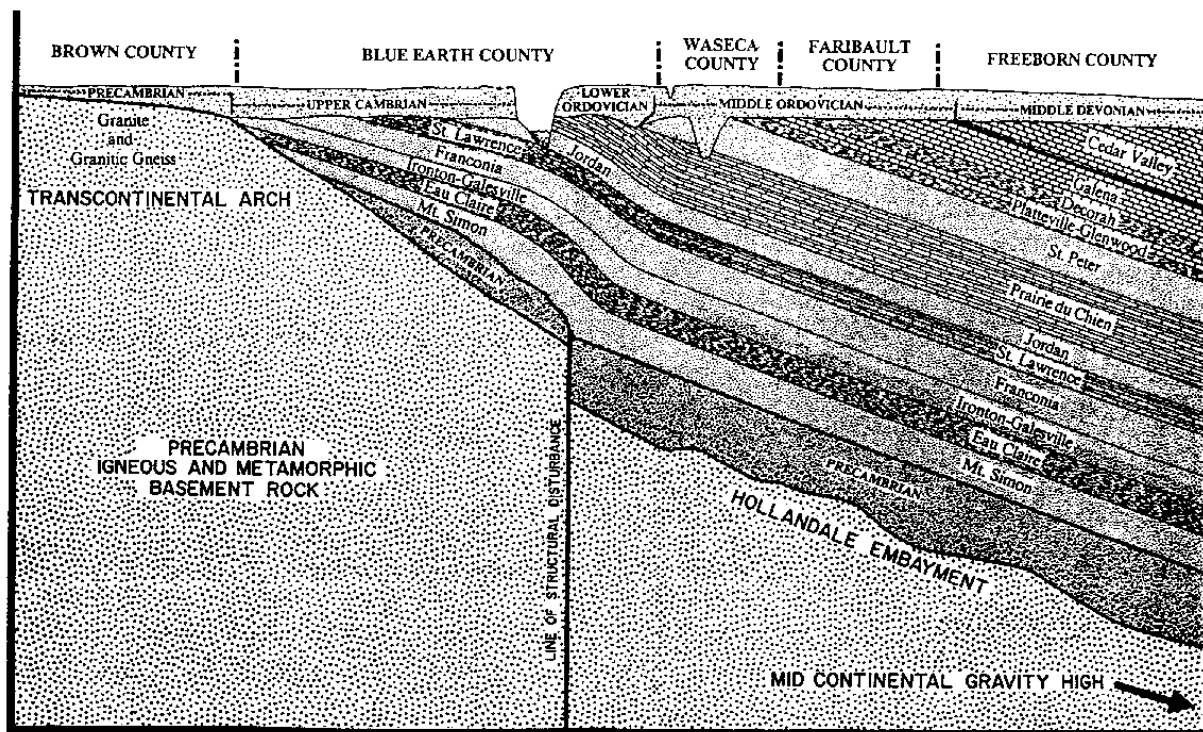 BROWN COUNTY
BLUE EARTH COUNTY
WASECA
COUNTY
FARIBAULT
COUNTY
FREEBORN COUNTY
PRECAMBRIAN
UPPER CAMBRIAN
LOWER
ORDOVICIAN
MIDDLE ORDOVICIAN
MIDDLE DEVONIAN
Granite
and
Granitic Gneiss
TRANSCONTINENTAL ARCH
St. Lawrence
Franconia
Ironton-Galesville
Eau Claire
Mt. Simon
PRECAMBRIAN
Jordan
Cedar Valley
Galena
Decorah
Platteville-Glenwood
St. Peter
Prairie du Chien
Jordan
St. Lawrence
Franconia
Ironton-Galesville
Eau Claire
Mt. Simon
PRECAMBRIAN
PRECAMBRIAN
IGNEOUS AND METAMORPHIC
BASEMENT ROCK
LINE OF STRUCTURAL DISTURBANCE
HOLLANDALE EMBAYMENT
MID CONTINENTAL GRAVITY HIGH